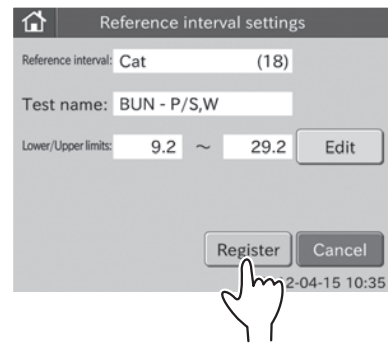 Reference interval settings
Reference interval: Cat (18)
Test name: BUN - P/S,W
Lower/Upper limits: 9.2 ~ 29.2 Edit
Register Cancel
2-04-15 10:35